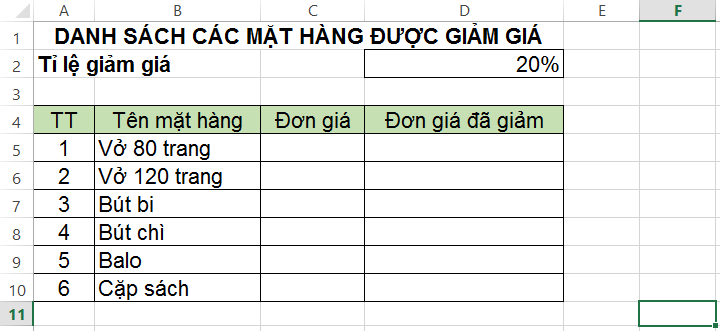 A B C D E F
1 DANH SÁCH CÁC MẶT HÀNG ĐƯỢC GIẢM GIÁ
2 Tỉ lệ giảm giá 20%
3
4 TT Tên mặt hàng Đơn giá Đơn giá đã giảm
5 1 Vở 80 trang
6 2 Vở 120 trang
7 3 Bút bi
8 4 Bút chì
9 5 Balo
10 6 Cặp sách
11